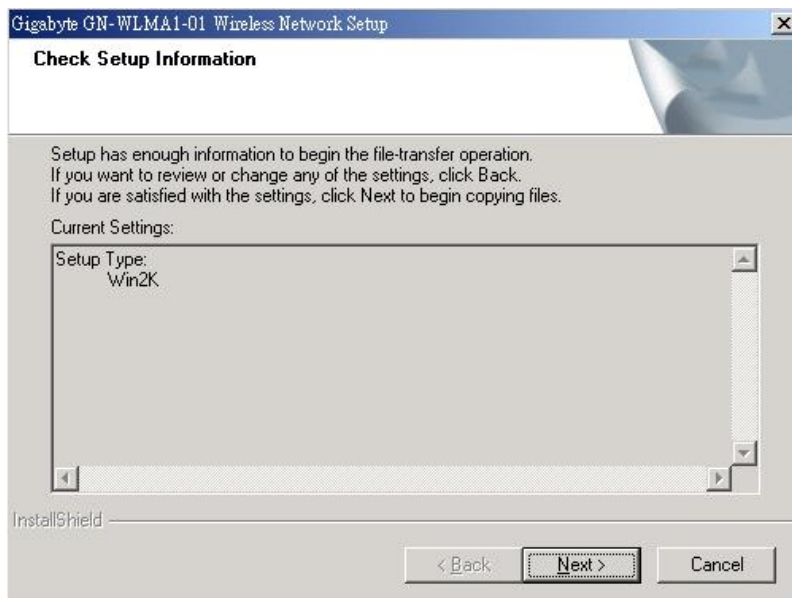 Gigabyte GN-WLMA1-01 Wireless Network Setup
Check Setup Information
Setup has enough information to begin the file-transfer operation.
If you want to review or change any of the settings, click Back.
If you are satisfied with the settings, click Next to begin copying files.
Current Settings:
Setup Type:
Win2K
InstallShield
< Back
Next >
Cancel